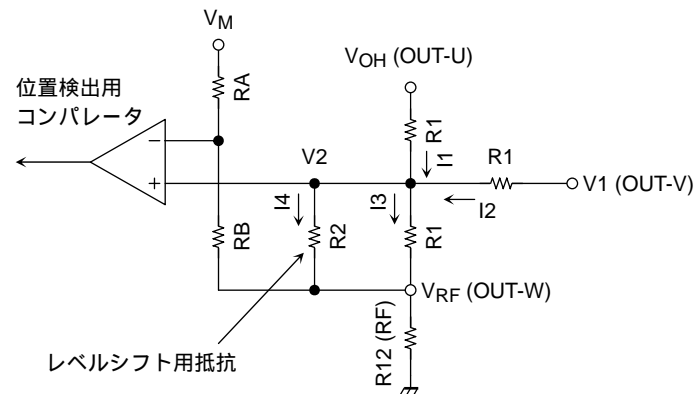 VM
VOH (OUT-U)
位置検出用
コンパレータ
RA
R1
I1
R1
−
V2
+
V1 (OUT-V)
I2
I4
I3
RB
R2
R1
VRF (OUT-W)
R12 (RF)
レベルシフト用抵抗